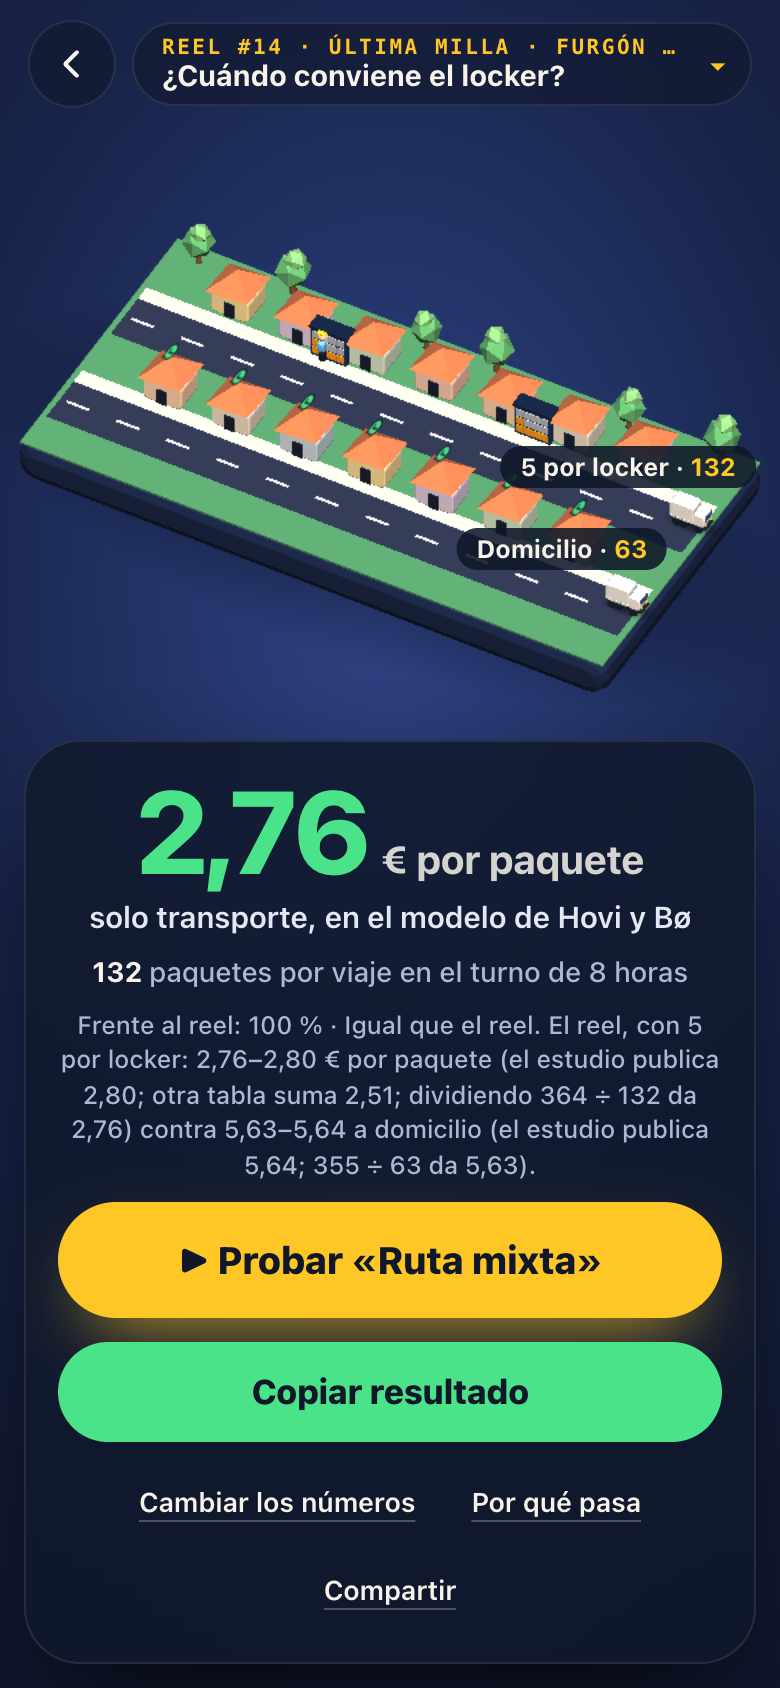 REEL #14 · ÚLTIMA MILLA · FURGÓN …
¿Cuándo conviene el locker?
5 por locker · 132
Domicilio · 63
2,76 € por paquete
solo transporte, en el modelo de Hovi y Bø
132 paquetes por viaje en el turno de 8 horas
Frente al reel: 100 % · Igual que el reel. El reel, con 5
por locker: 2,76–2,80 € por paquete (el estudio publica
2,80; otra tabla suma 2,51; dividiendo 364 ÷ 132 da
2,76) contra 5,63–5,64 a domicilio (el estudio publica
5,64; 355 ÷ 63 da 5,63).
Probar «Ruta mixta»
Copiar resultado
Cambiar los números
Por qué pasa
Compartir